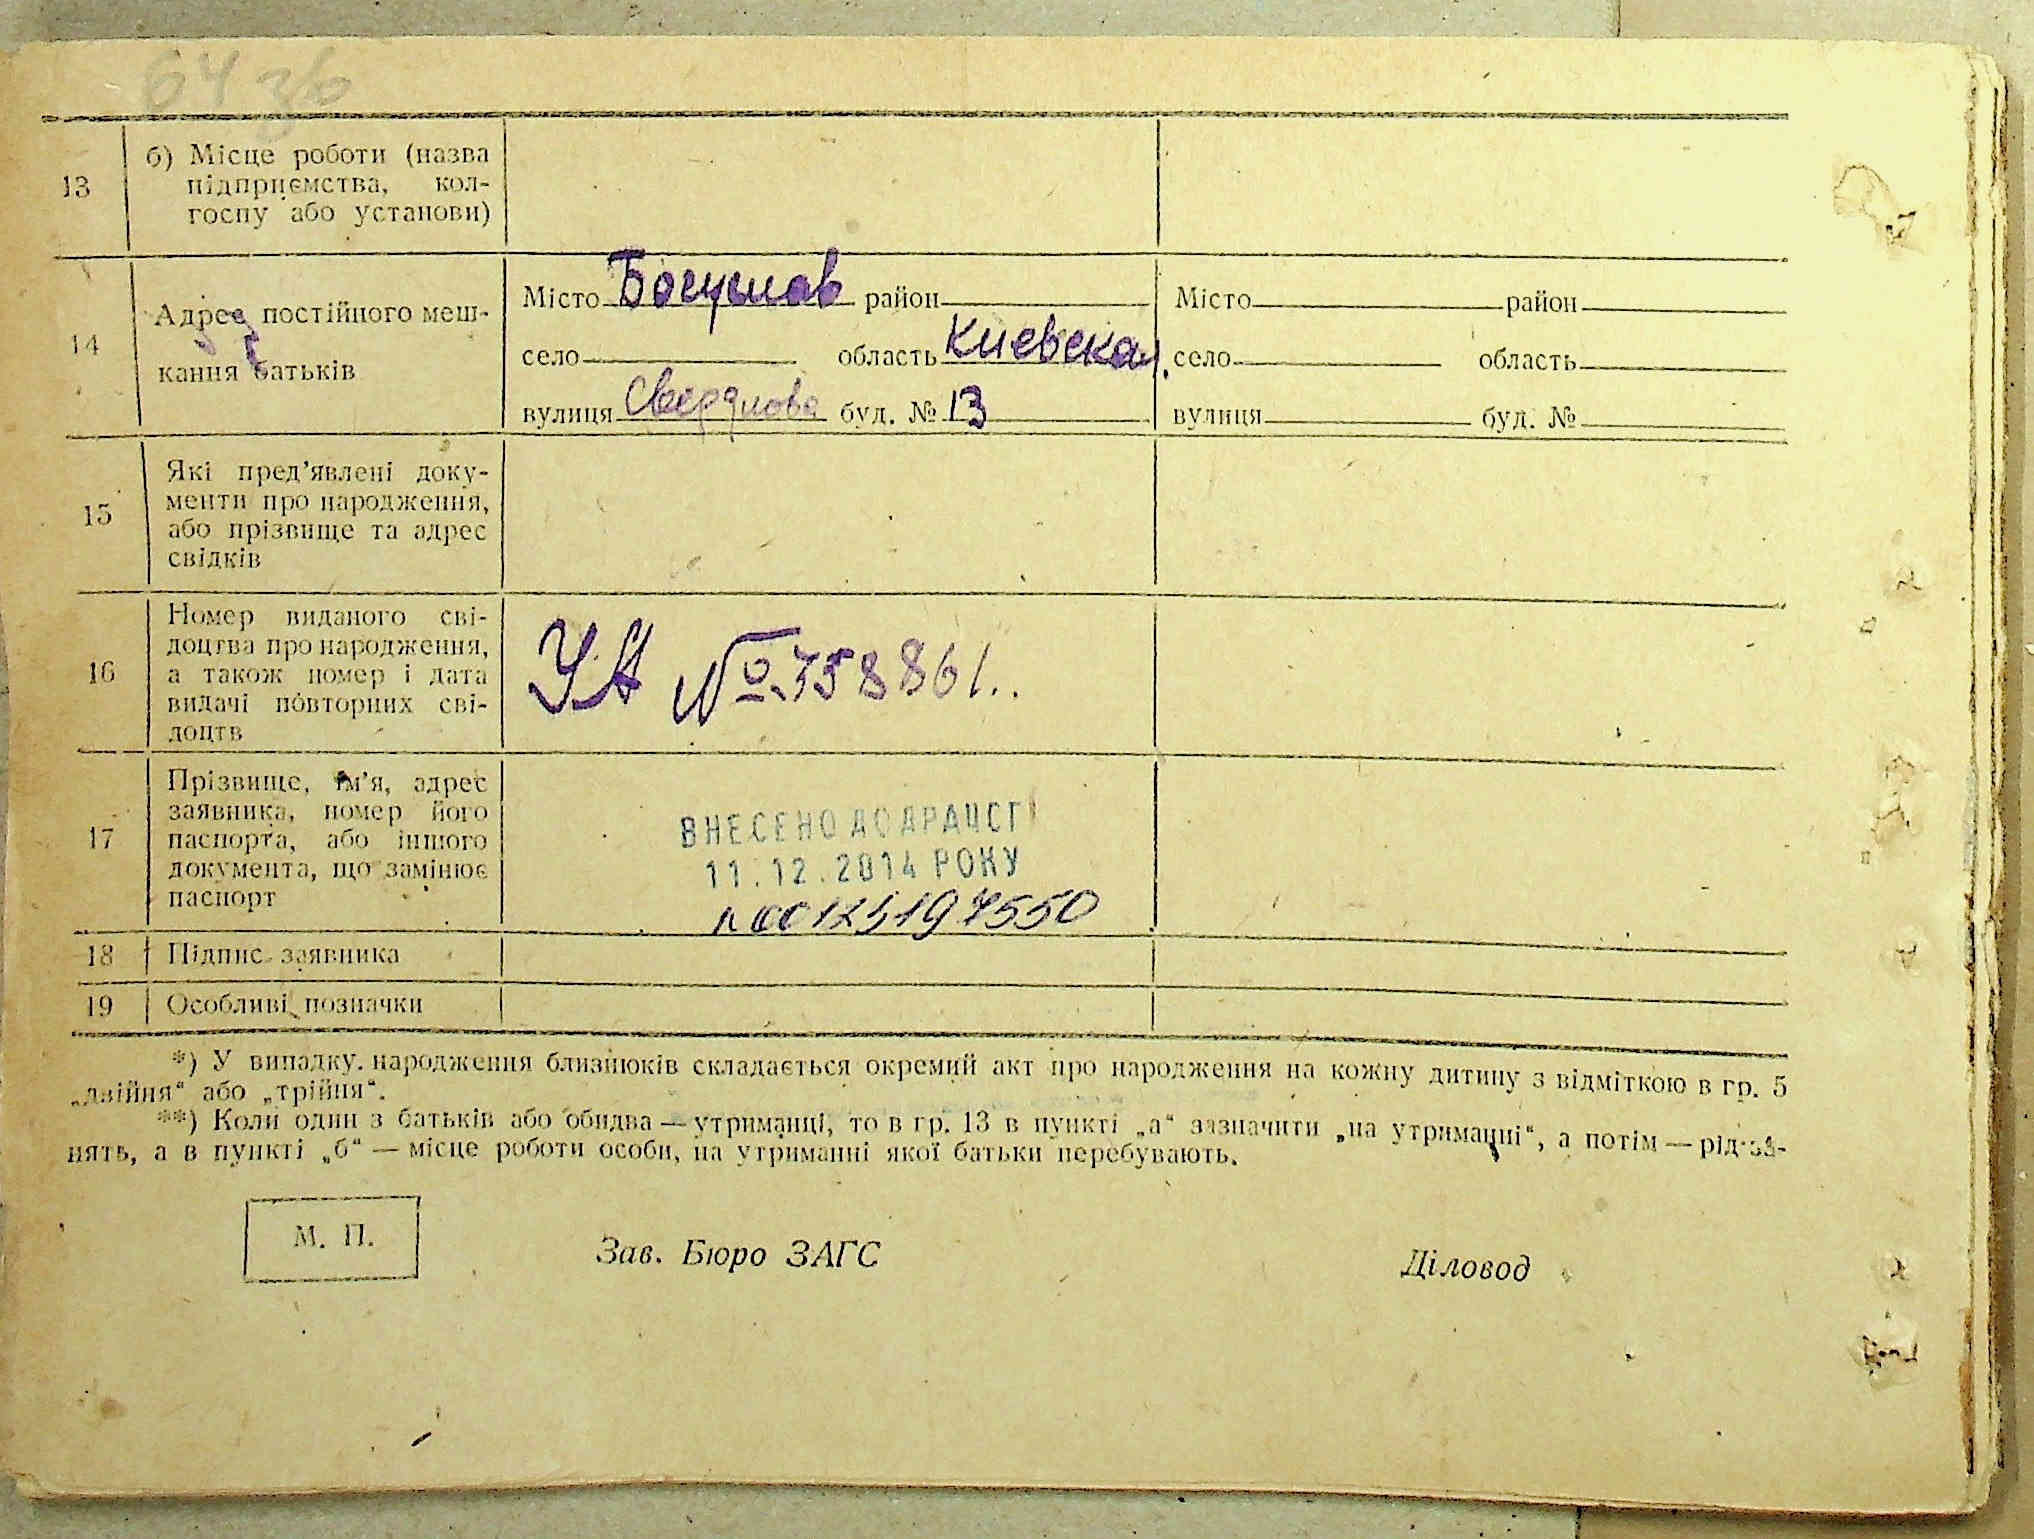 64 зв
13
б) Місце роботи (назва
підприємства, кол-
госпу або установи)
14
Адрес постійного меш-
кання батьків
Місто Богуслав район
село область Киевская
вулиця Свердлова буд. № 13
Місто район
село область
вулиця буд. №
15
Які пред'явлені доку-
менти про народження,
або прізвище та адрес
свідків
16
Номер виданого сві-
доцтва про народження,
а також номер і дата
видачі повторних сві-
доцтв
УА № 758861..
17
Прізвище, ім'я, адрес
заявника, номер його
паспорта, або іншого
документа, що замінює
паспорт
ВНЕСЕНО ДО ДРАЦСГ
11.12.2014 РОКУ
18 Підпис заявника
19 Особливі позначки
*) У випадку народження близнюків складається окремий акт про народження на кожну дитину з відміткою в гр. 5
„двійня“ або „трійня“.
**) Коли один з батьків або обидва — утриманці, то в гр. 13 в пункті „а“ зазначити „на утриманні“, а потім — рід за-
нять, а в пункті „б“ — місце роботи особи, на утриманні якої батьки перебувають.
М. П.
Зав. Бюро ЗАГС
Діловод